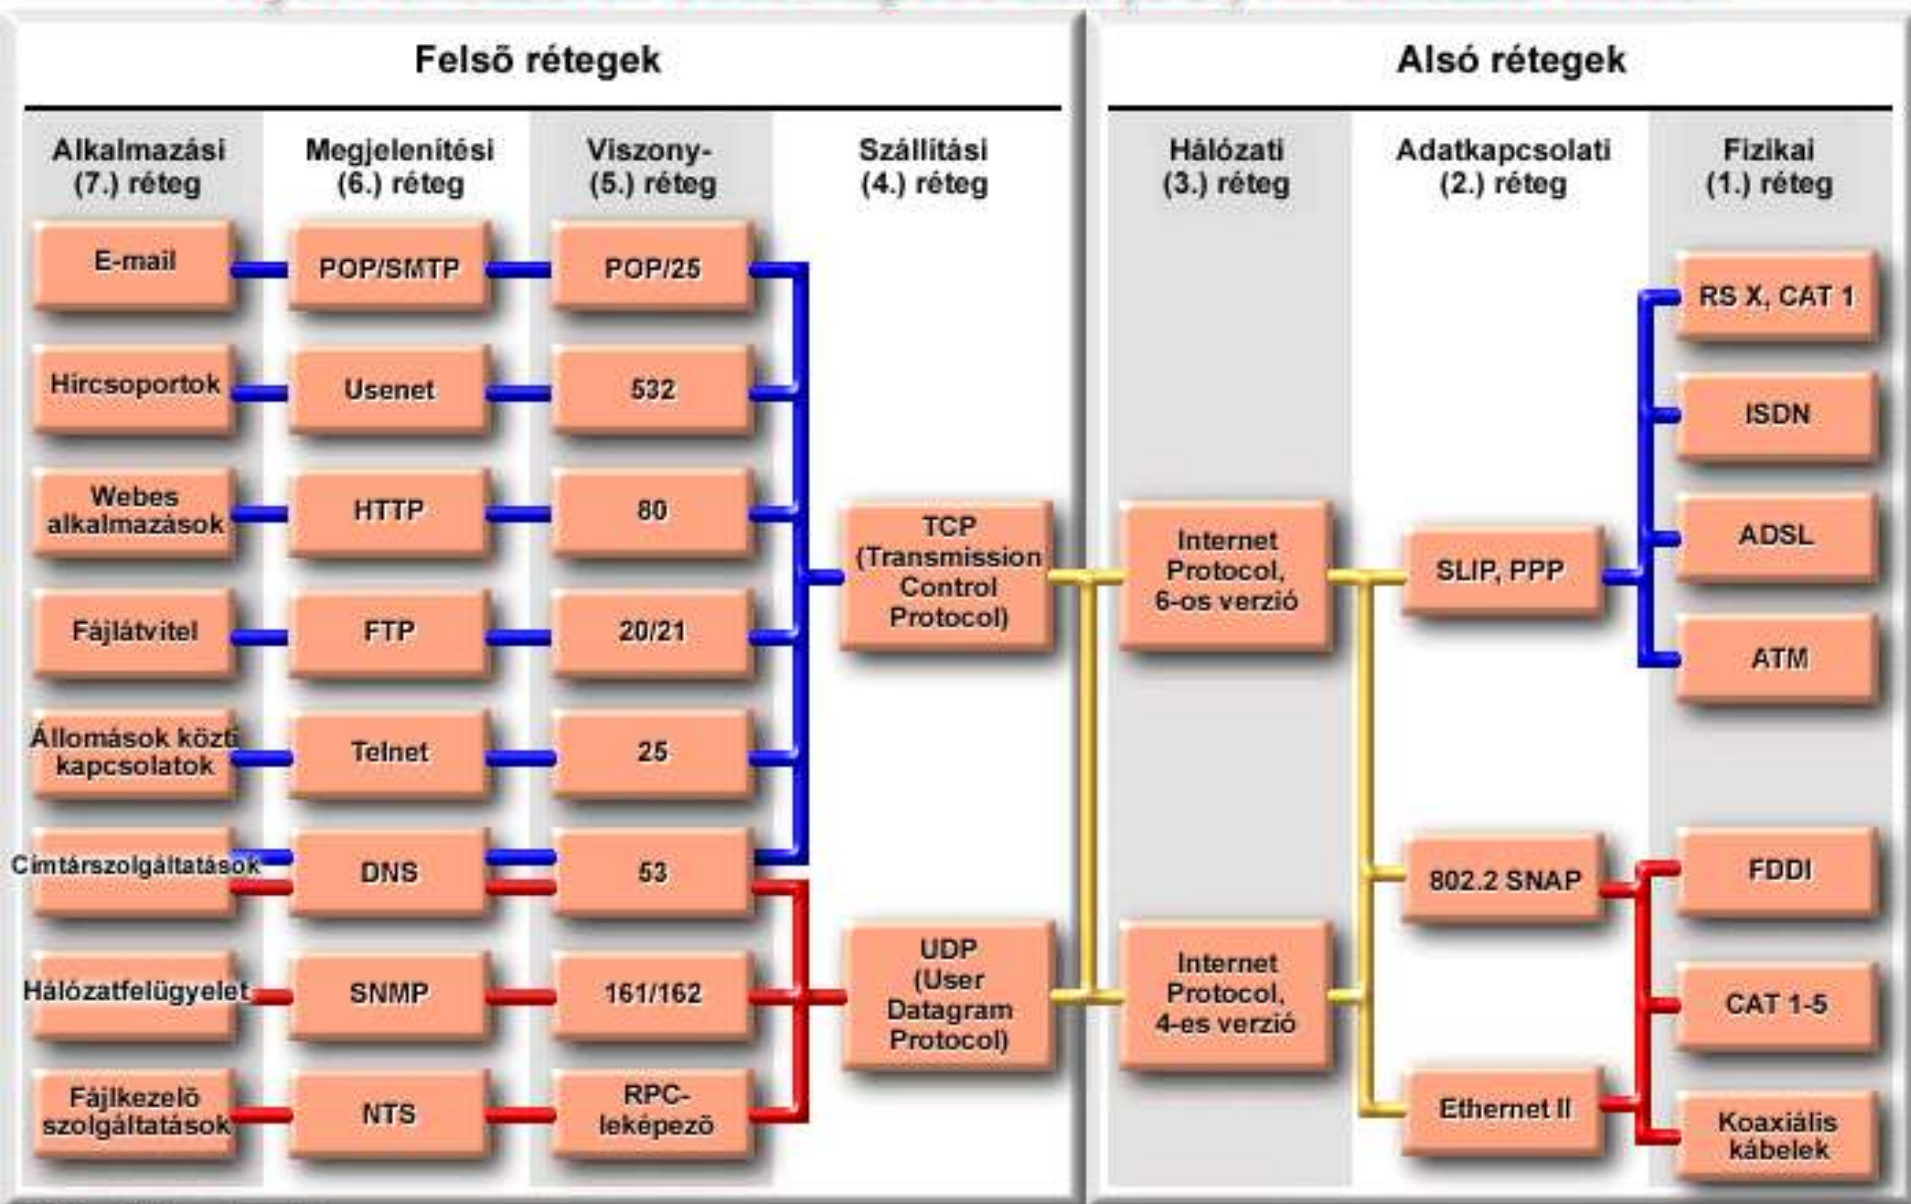 Felsõ rétegek
Alsó rétegek
Alkalmazási
(7.) réteg
Megjelenítési
(6.) réteg
Viszony-
(5.) réteg
Szállítási
(4.) réteg
Hálózati
(3.) réteg
Adatkapcsolati
(2.) réteg
Fizikai
(1.) réteg
E-mail
POP/SMTP
POP/25
Hírcsoportok
Usenet
532
Webes
alkalmazások
HTTP
80
Fájlátvitel
FTP
20/21
Állomások közti
kapcsolatok
Telnet
25
Címtárszolgáltatások
DNS
53
Hálózatfelügyelet
SNMP
161/162
Fájlkezelõ
szolgáltatások
NTS
RPC-
leképezõ
TCP
(Transmission
Control
Protocol)
UDP
(User
Datagram
Protocol)
Internet
Protocol,
6-os verzió
Internet
Protocol,
4-es verzió
SLIP, PPP
802.2 SNAP
Ethernet II
RS X, CAT 1
ISDN
ADSL
ATM
FDDI
CAT 1-5
Koaxiális
kábelek